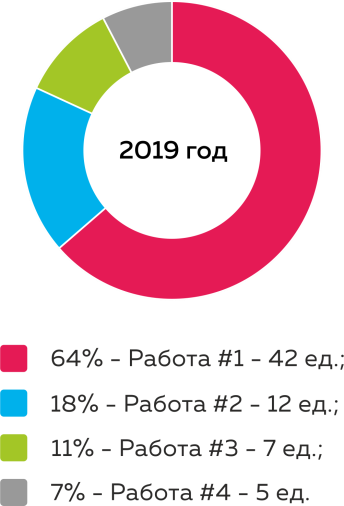 2019 год
64% - Работа #1 - 42 ед.;
18% - Работа #2 - 12 ед.;
11% - Работа #3 - 7 ед.;
7% - Работа #4 - 5 ед.